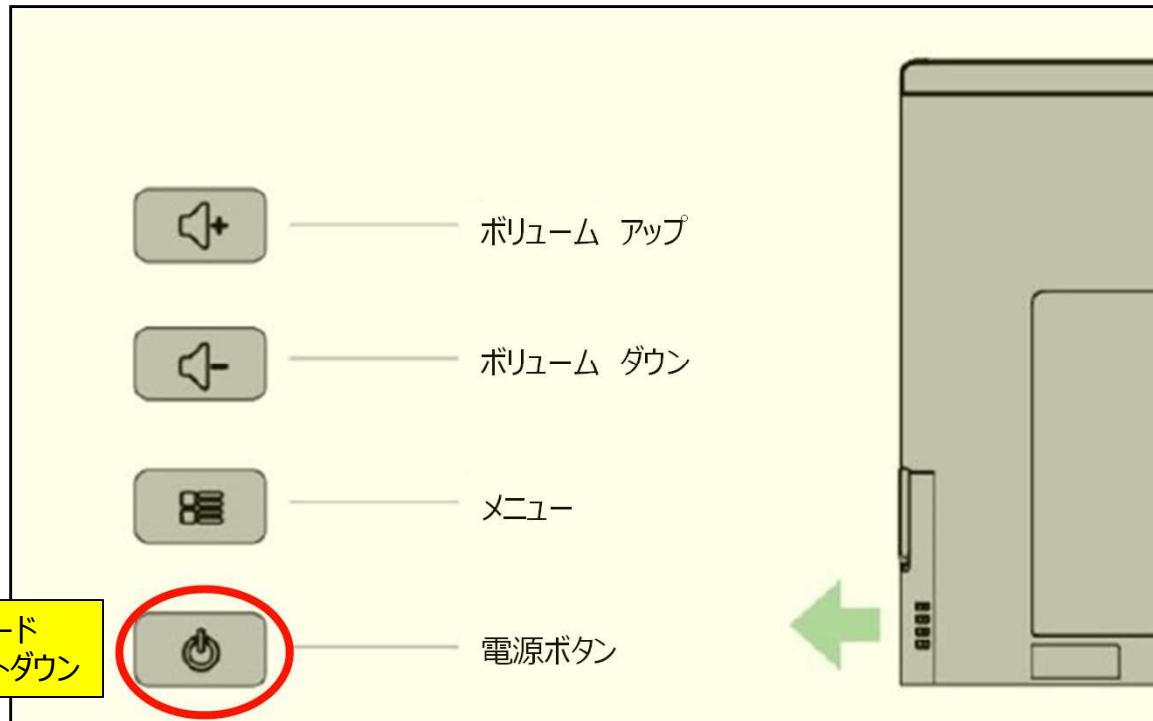 ボリューム アップ
ボリューム ダウン
メニュー
電源ボタン
ード
トダウン